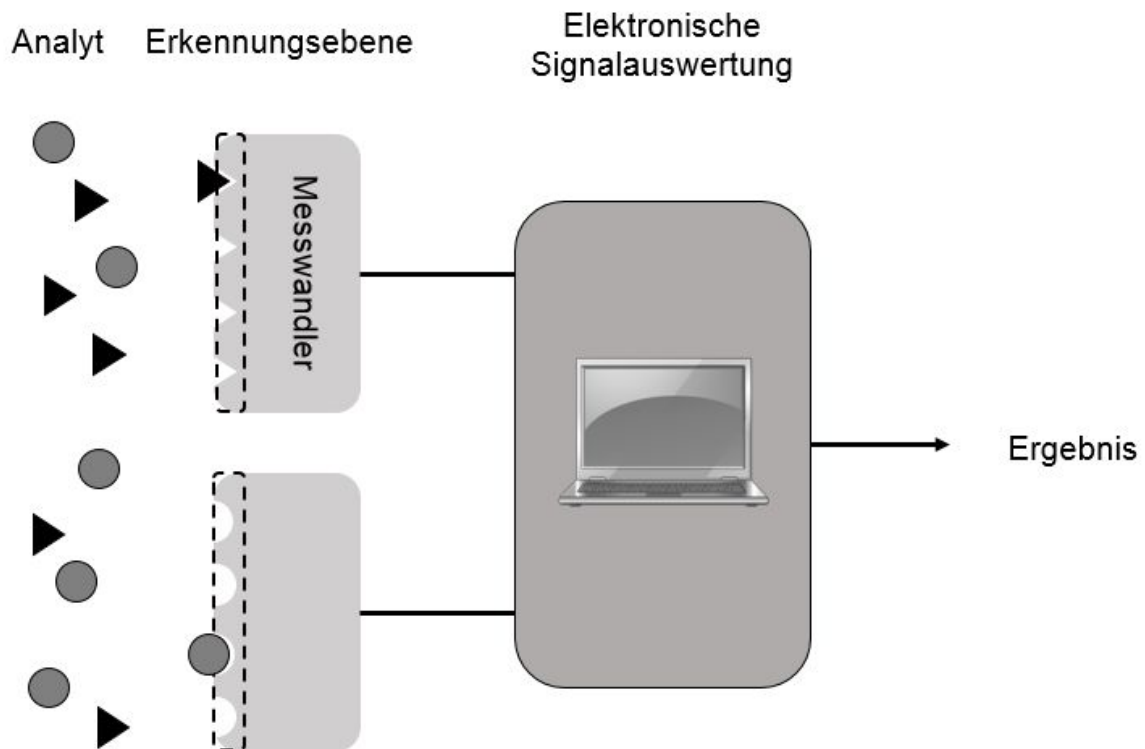 Analyt
Erkennungsebene
Elektronische
Signalauswertung
Messwandler
Ergebnis